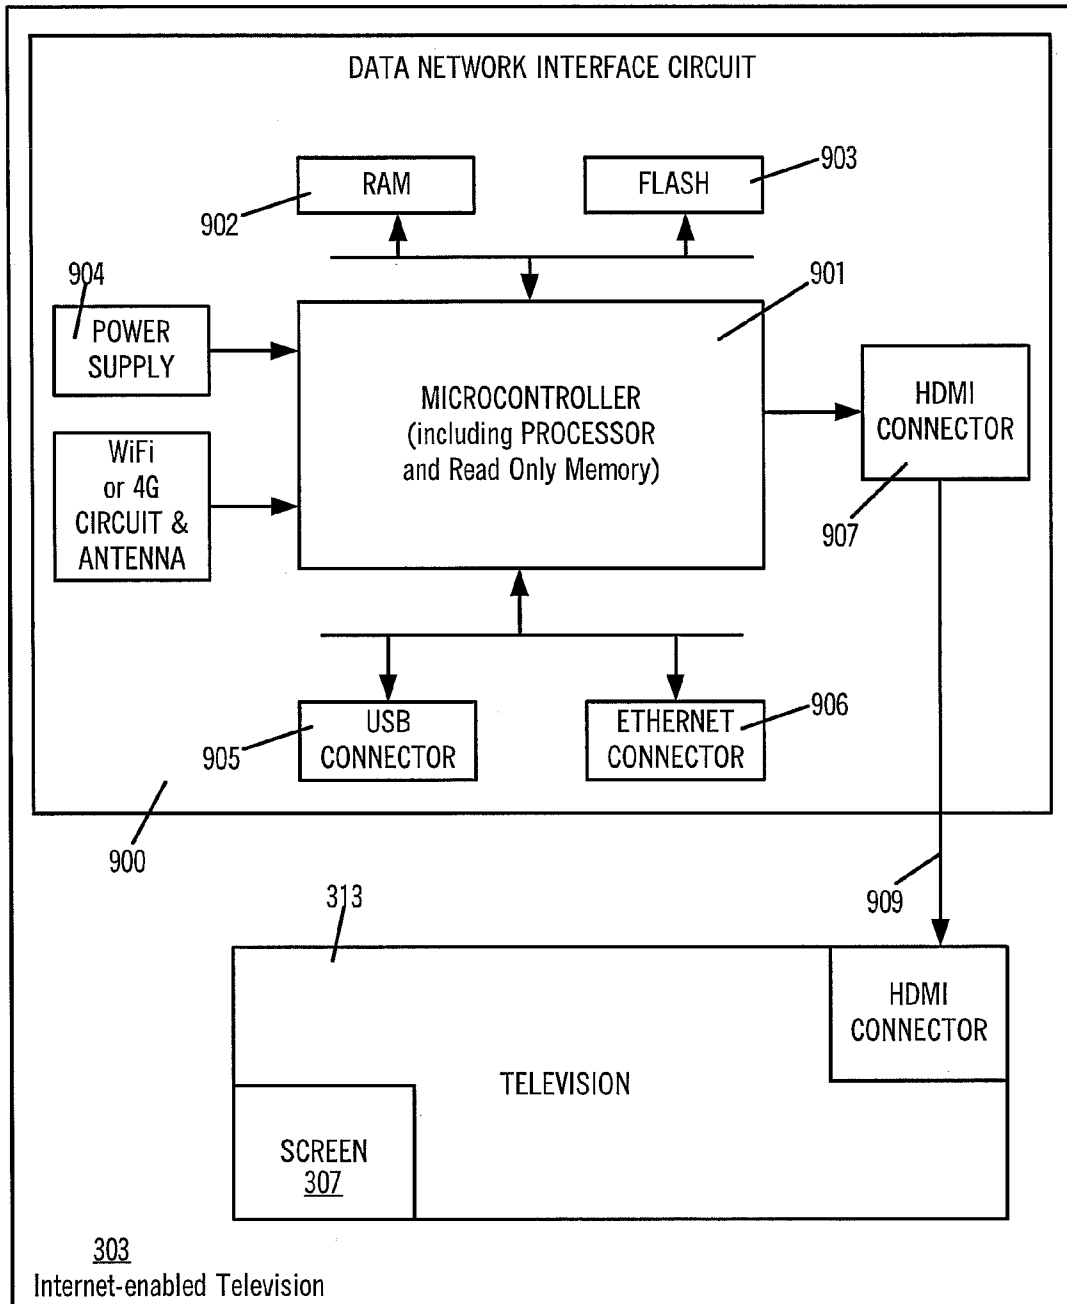 DATA NETWORK INTERFACE CIRCUIT
RAM
902
FLASH
903
904
POWER
SUPPLY
901
MICROCONTROLLER
(including PROCESSOR
and Read Only Memory)
HDMI
CONNECTOR
907
WiFi
or 4G
CIRCUIT &
ANTENNA
USB
CONNECTOR
905
ETHERNET
CONNECTOR
906
900
909
313
HDMI
CONNECTOR
TELEVISION
SCREEN
307
303
Internet-enabled Television